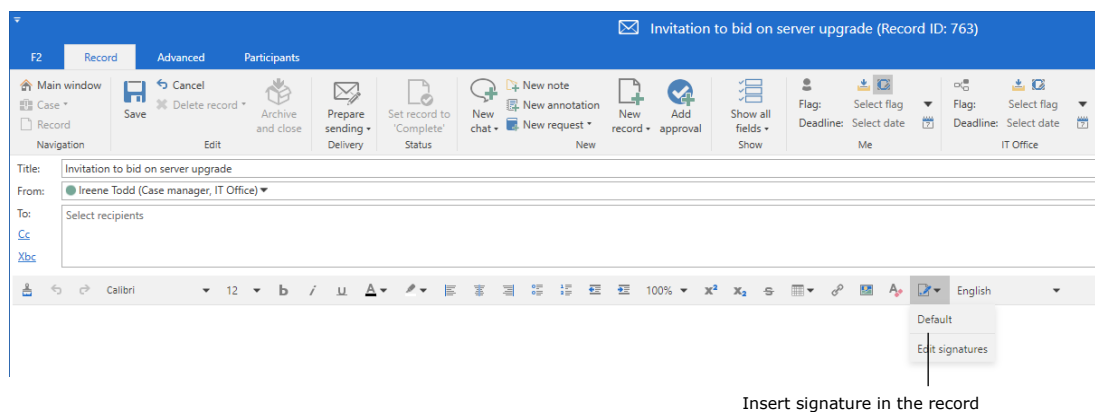 Invitation to bid on server upgrade (Record ID: 763)
F2 Record Advanced Participants
Main window
Case
Record
Navigation
Save
Cancel
Delete record
Archive and close
Edit
Prepare sending
Delivery
Set record to 'Complete'
Status
New chat
New note
New annotation
New request
New record
Add approval
New
Show all fields
Show
Flag: Select flag
Deadline: Select date
7
Me
Flag: Select flag
Deadline: Select date
7
IT Office
Title: Invitation to bid on server upgrade
From: Ireene Todd (Case manager, IT Office)
To: Select recipients
Cc
Xbc
Calibri 12 b i u A 100% x² x₂ S A English
Default
Edit signatures
Insert signature in the record